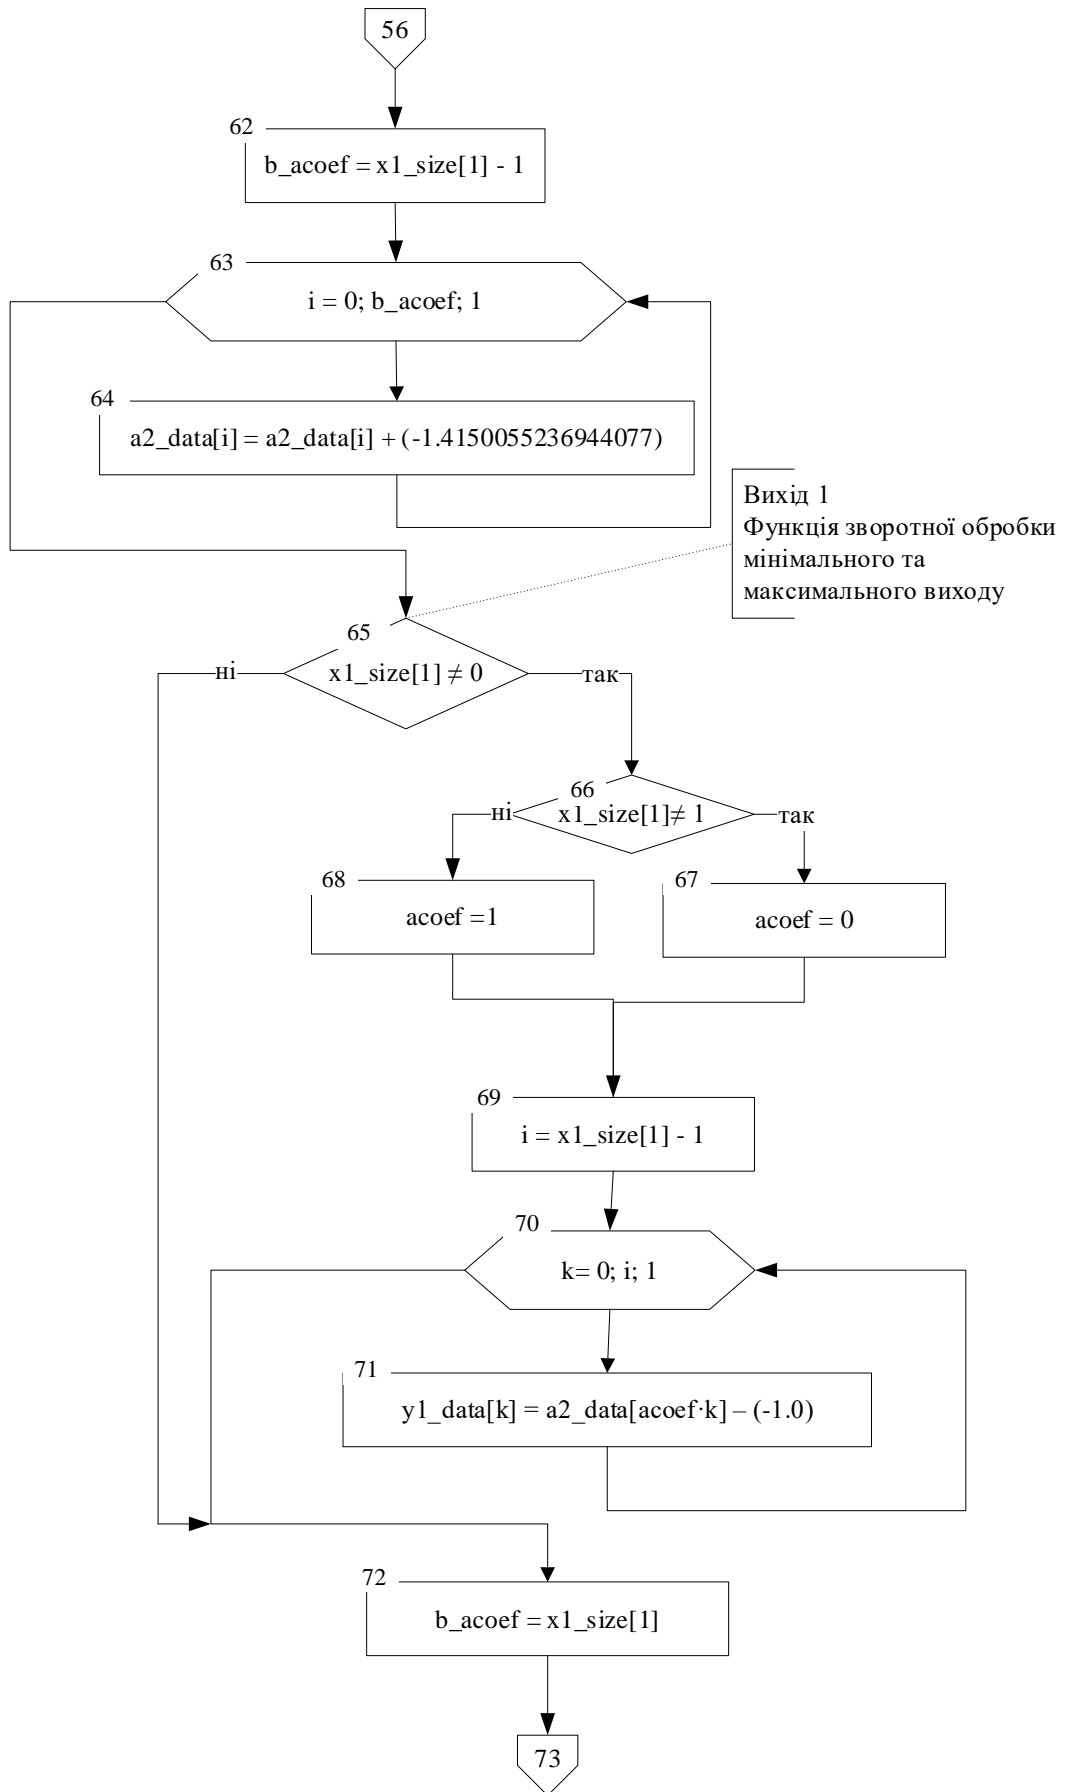 56
62
b_acoef = x1_size[1] - 1
63
i = 0; b_acoef; 1
64
a2_data[i] = a2_data[i] + (-1.4150055236944077)
Вихід 1
Функція зворотної обробки
мінімального та
максимального виходу
65
ні
x1_size[1] ≠ 0
так
66
ні
x1_size[1]≠ 1
так
68
acoef =1
67
acoef = 0
69
i = x1_size[1] - 1
70
k= 0; i; 1
71
y1_data[k] = a2_data[acoef·k] – (-1.0)
72
b_acoef = x1_size[1]
73